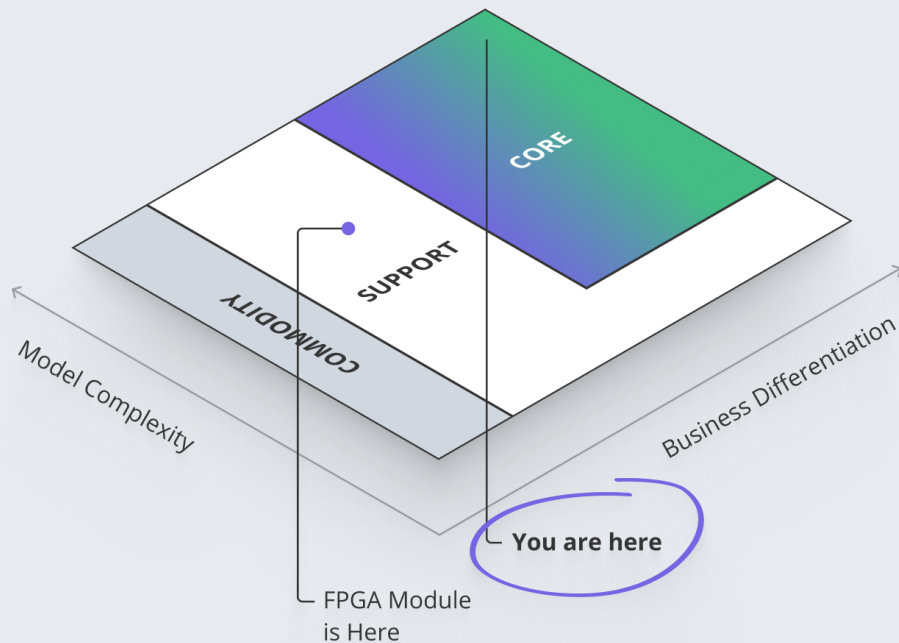 CORE
SUPPORT
COMMODITY
Model Complexity
Business Differentiation
You are here
FPGA Module
is Here